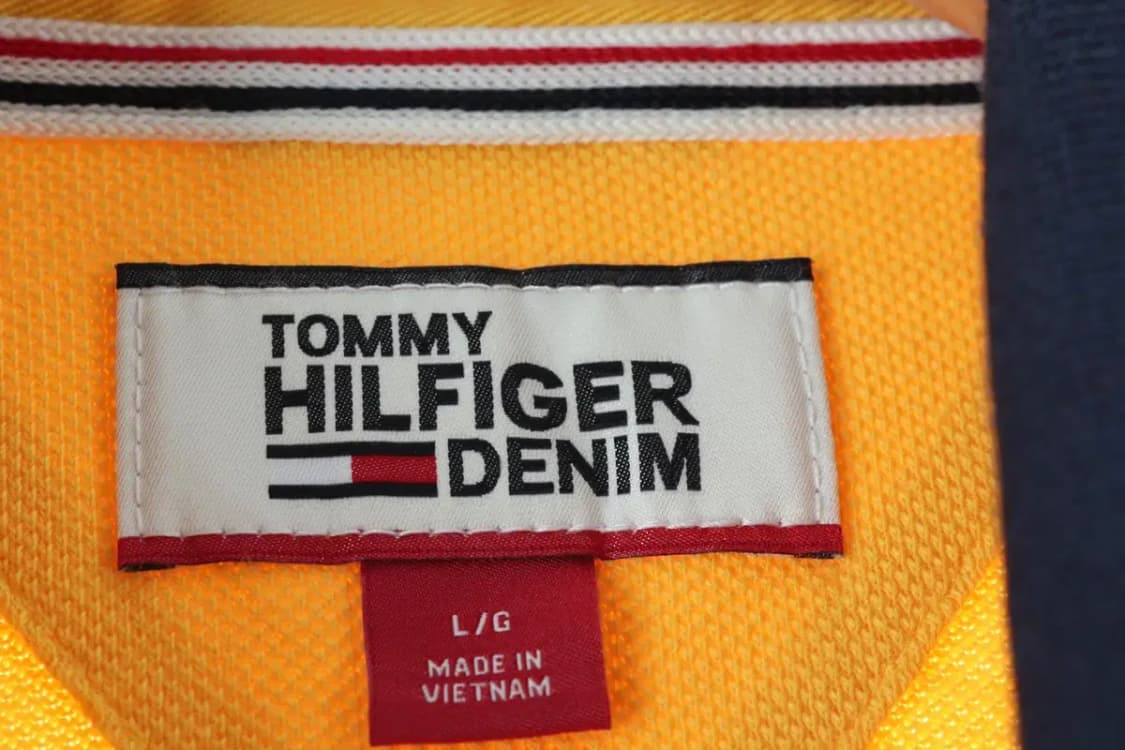 TOMMY
HILFIGER
DENIM
L/G
MADE IN
VIETNAM